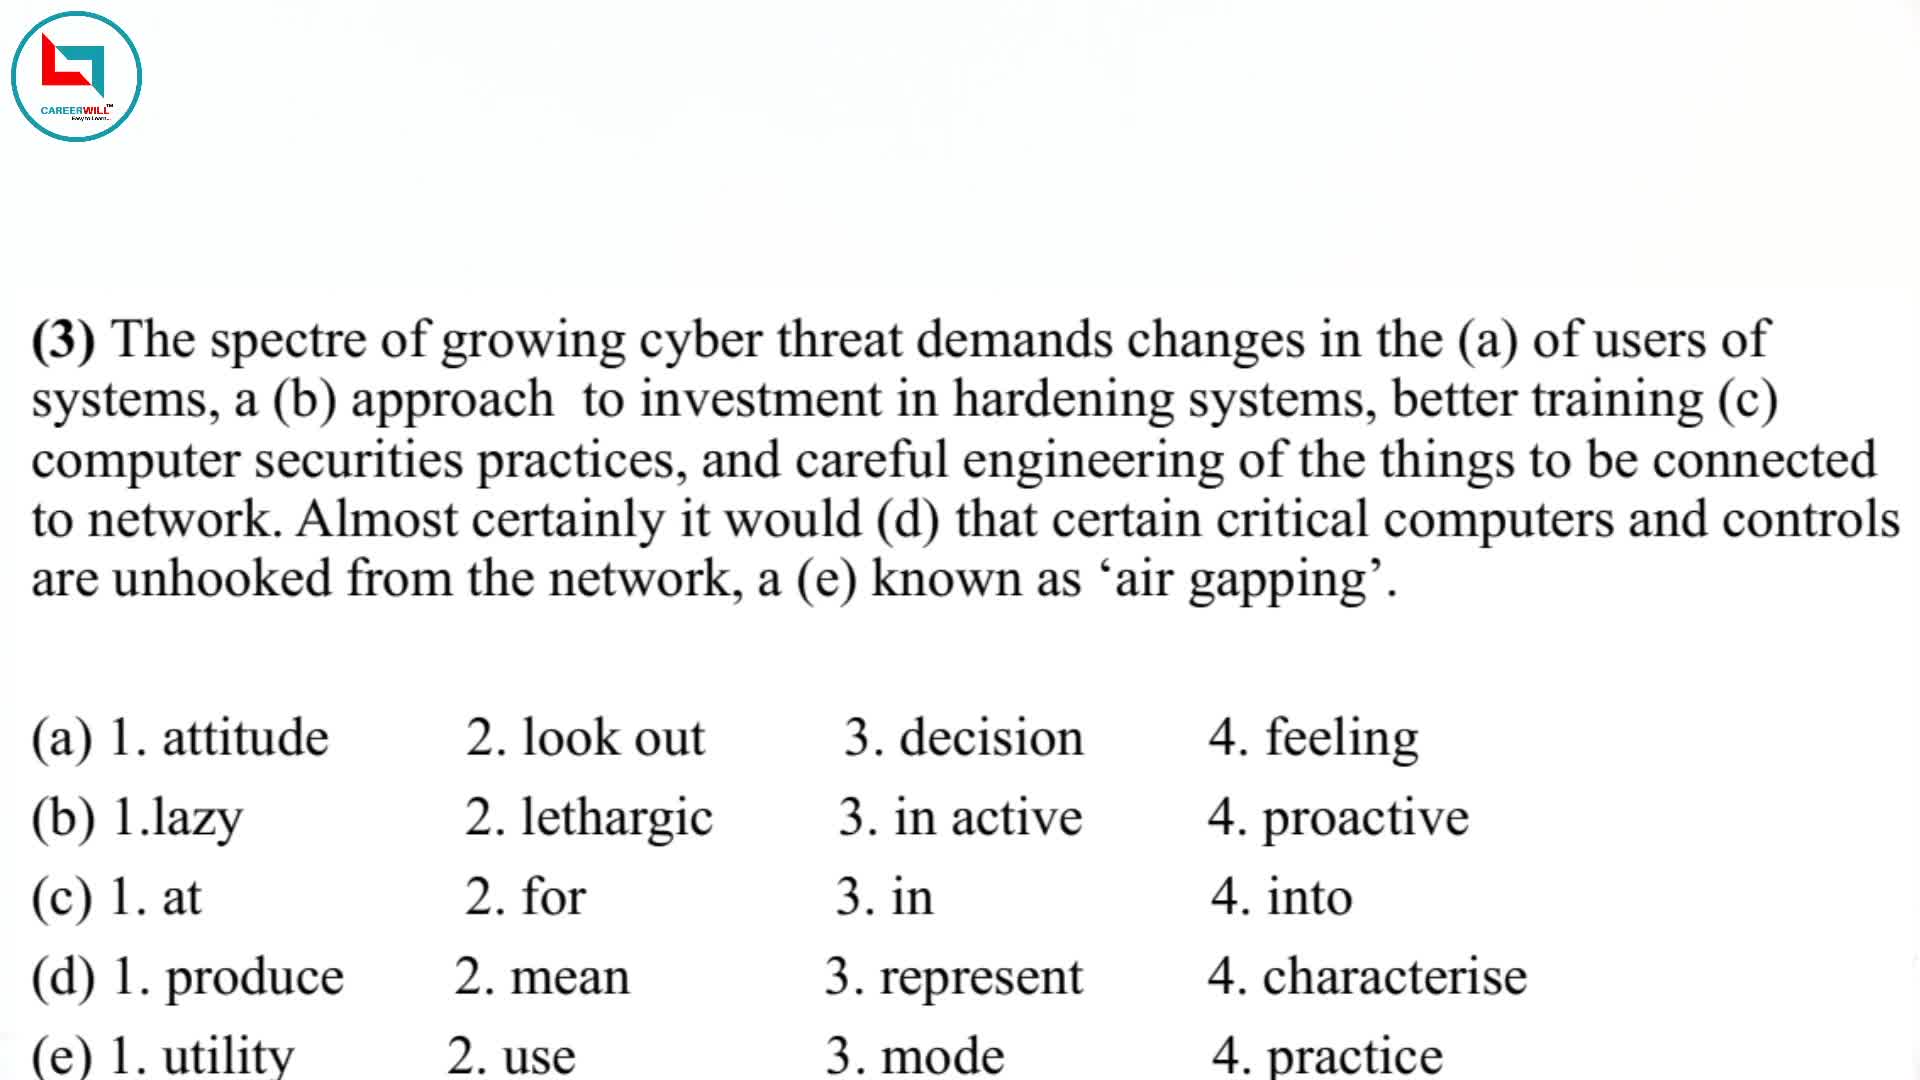 CAREERWILL™
Easy to Learn...
(3) The spectre of growing cyber threat demands changes in the (a) of users of
systems, a (b) approach to investment in hardening systems, better training (c)
computer securities practices, and careful engineering of the things to be connected
to network. Almost certainly it would (d) that certain critical computers and controls
are unhooked from the network, a (e) known as ‘air gapping’.
(a) 1. attitude 2. look out 3. decision 4. feeling
(b) 1.lazy 2. lethargic 3. in active 4. proactive
(c) 1. at 2. for 3. in 4. into
(d) 1. produce 2. mean 3. represent 4. characterise
(e) 1. utility 2. use 3. mode 4. practice